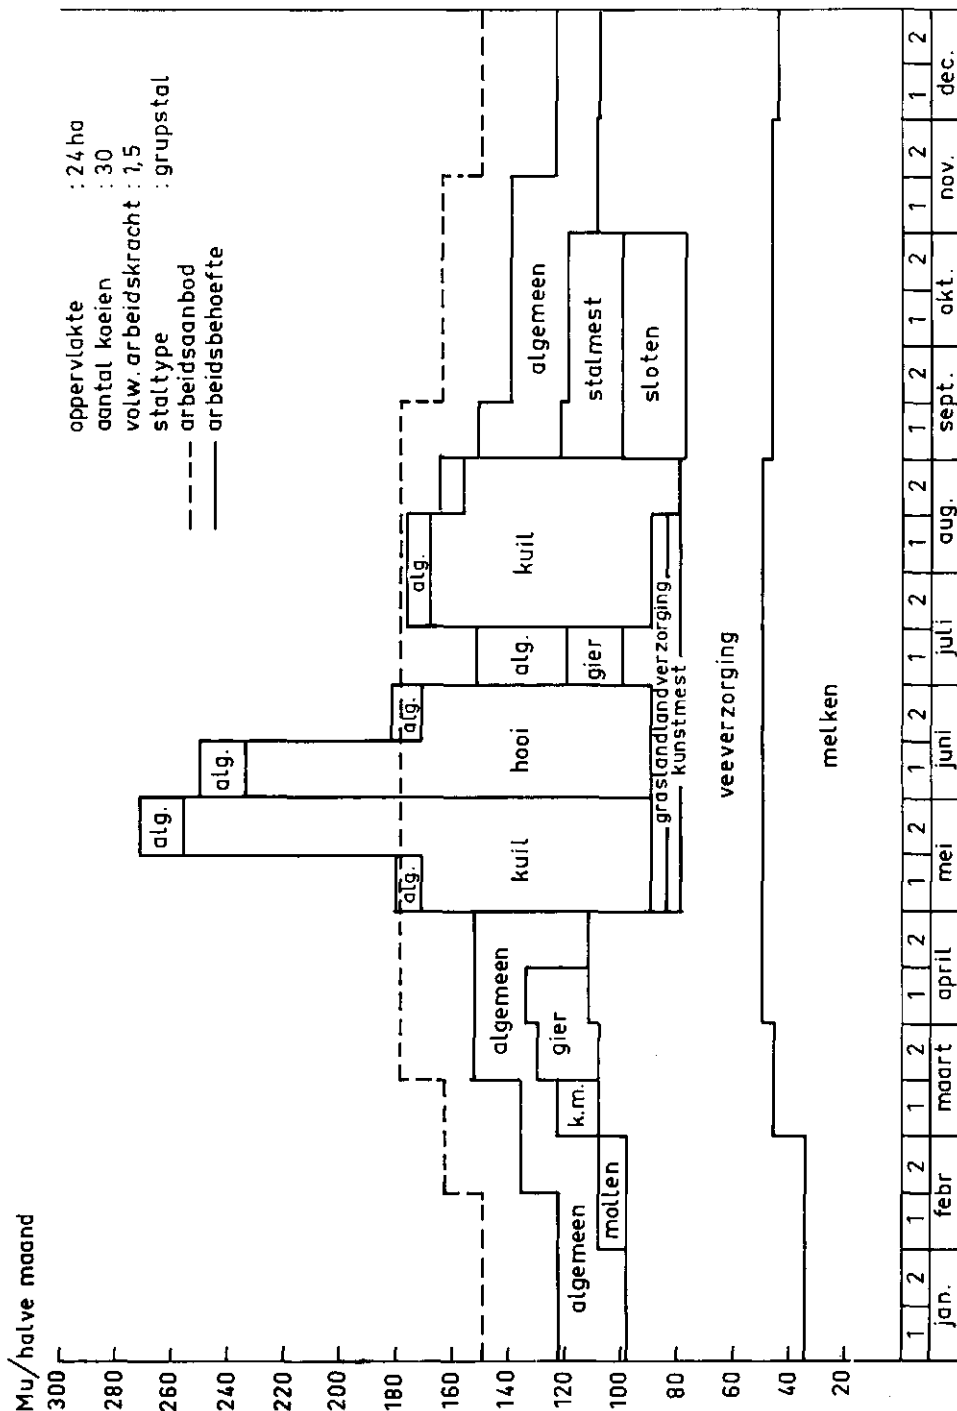 Mu/halve maand
300
280
260
240
220
200
180
160
140
120
100
80
60
40
20
oppervlakte : 24 ha
aantal koeien : 30
volw. arbeidskracht : 1,5
staltype : grupstal
arbeidsaanbod
arbeidsbehoefte
algemeen
mollen
k.m.
gier
algemeen
alg.
kuil
alg.
alg.
hooi
alg.
graslandlandverzorging
kunstmest
gier
alg.
alg.
kuil
algemeen
stalmest
sloten
veeverzorging
melken
1 2 1 2 1 2 1 2 1 2 1 2 1 2 1 2 1 2 1 2 1 2 1 2
jan. febr maart april mei juni juli aug. sept. okt. nov. dec.